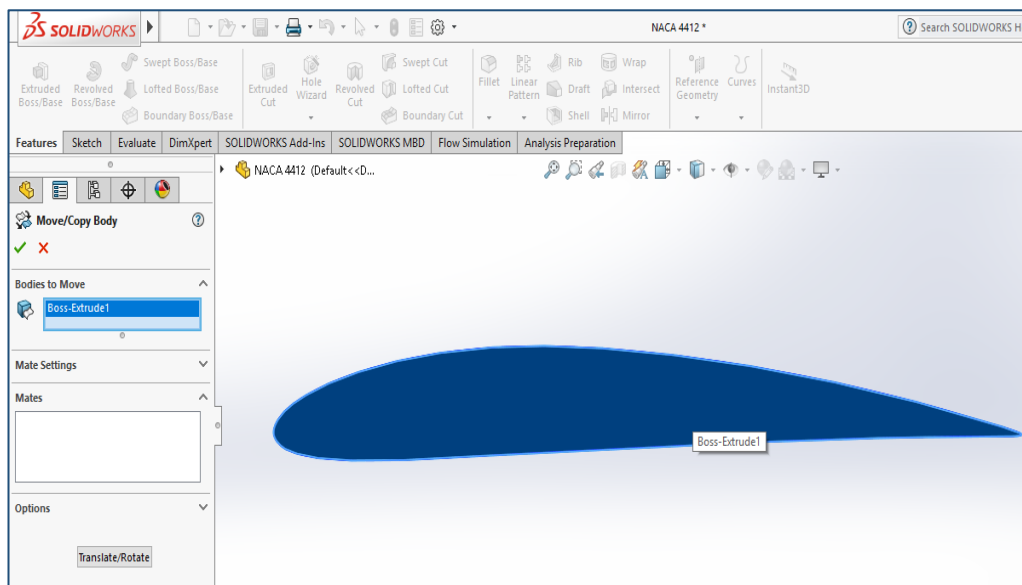 SOLIDWORKS
NACA 4412 *
Search SOLIDWORKS H
Extruded Boss/Base
Revolved Boss/Base
Swept Boss/Base
Lofted Boss/Base
Boundary Boss/Base
Extruded Cut
Hole Wizard
Revolved Cut
Swept Cut
Lofted Cut
Boundary Cut
Fillet
Linear Pattern
Rib
Draft
Shell
Wrap
Intersect
Mirror
Reference Geometry
Curves
Instant3D
Features
Sketch
Evaluate
DimXpert
SOLIDWORKS Add-Ins
SOLIDWORKS MBD
Flow Simulation
Analysis Preparation
NACA 4412 (Default<<D...
Move/Copy Body
Bodies to Move
Boss-Extrude1
Mate Settings
Mates
Options
Translate/Rotate
Boss-Extrude1